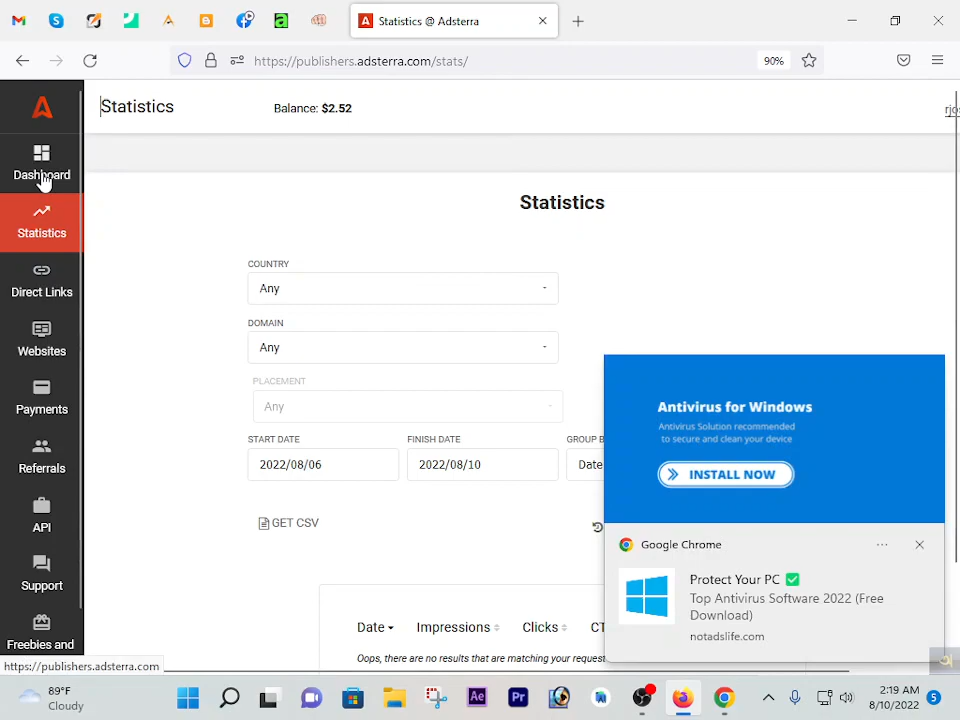 Statistics @ Adsterra
https://publishers.adsterra.com/stats/
90%
Statistics
Balance: $2.52
Dashboard
Statistics
Direct Links
Websites
Payments
Referrals
API
Support
Freebies and
Statistics
COUNTRY
Any
DOMAIN
Any
PLACEMENT
Any
START DATE
FINISH DATE
2022/08/06
2022/08/10
Date
GET CSV
Date
Impressions
Clicks
Oops, there are no results that are matching your request
Antivirus for Windows
Antivirus Solution recommended
to secure and clean your device
INSTALL NOW
Google Chrome
Protect Your PC
Top Antivirus Software 2022 (Free
Download)
notadslife.com
https://publishers.adsterra.com
89°F
Cloudy
Ae
Pr
2:19 AM
8/10/2022
5